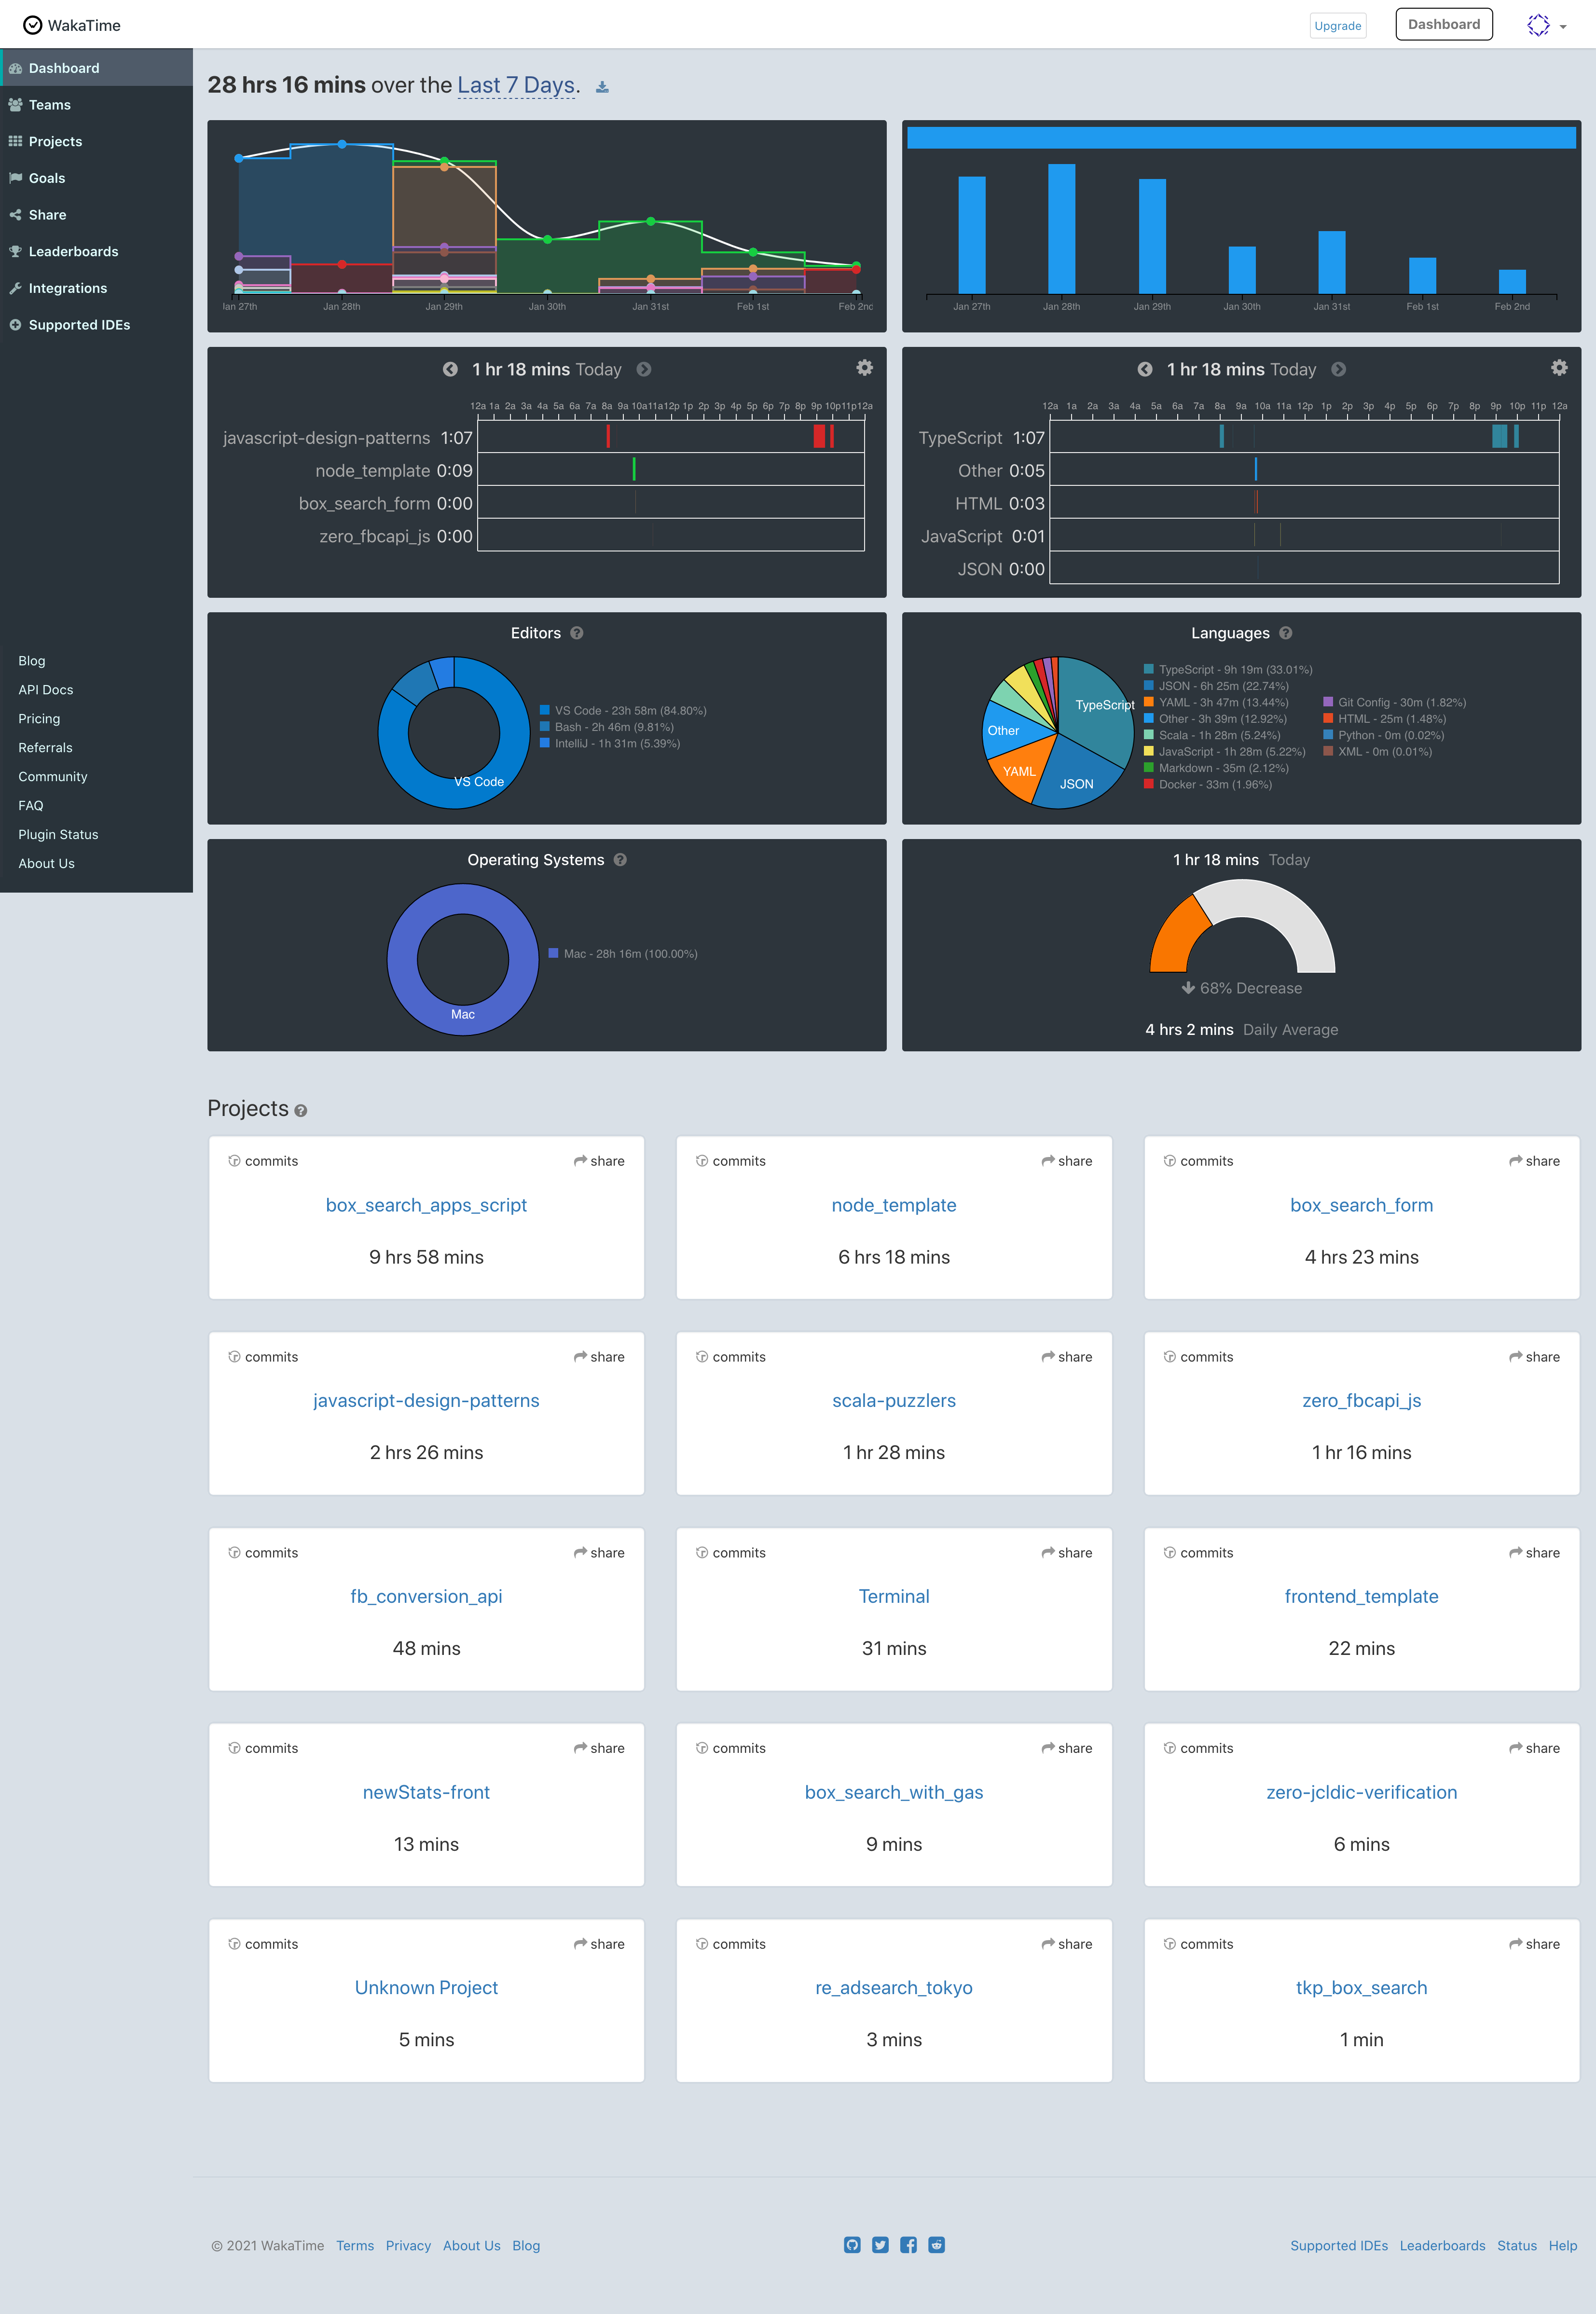 WakaTime
Upgrade
Dashboard
Dashboard
Teams
Projects
Goals
Share
Leaderboards
Integrations
Supported IDEs
Blog
API Docs
Pricing
Referrals
Community
FAQ
Plugin Status
About Us
28 hrs 16 mins over the Last 7 Days.
Jan 27th Jan 28th Jan 29th Jan 30th Jan 31st Feb 1st Feb 2nd
Jan 27th Jan 28th Jan 29th Jan 30th Jan 31st Feb 1st Feb 2nd
1 hr 18 mins Today
12a 1a 2a 3a 4a 5a 6a 7a 8a 9a 10a 11a 12p 1p 2p 3p 4p 5p 6p 7p 8p 9p 10p 11p 12a
javascript-design-patterns 1:07
node_template 0:09
box_search_form 0:00
zero_fbcapi_js 0:00
1 hr 18 mins Today
12a 1a 2a 3a 4a 5a 6a 7a 8a 9a 10a 11a 12p 1p 2p 3p 4p 5p 6p 7p 8p 9p 10p 11p 12a
TypeScript 1:07
Other 0:05
HTML 0:03
JavaScript 0:01
JSON 0:00
Editors
VS Code
VS Code - 23h 58m (84.80%)
Bash - 2h 46m (9.81%)
IntelliJ - 1h 31m (5.39%)
Languages
TypeScript
Other
YAML
JSON
TypeScript - 9h 19m (33.01%)
JSON - 6h 25m (22.74%)
YAML - 3h 47m (13.44%)
Other - 3h 39m (12.92%)
Scala - 1h 28m (5.24%)
JavaScript - 1h 28m (5.22%)
Markdown - 35m (2.12%)
Docker - 33m (1.96%)
Git Config - 30m (1.82%)
HTML - 25m (1.48%)
Python - 0m (0.02%)
XML - 0m (0.01%)
Operating Systems
Mac
Mac - 28h 16m (100.00%)
1 hr 18 mins Today
68% Decrease
4 hrs 2 mins Daily Average
Projects
commits share
box_search_apps_script
9 hrs 58 mins
commits share
node_template
6 hrs 18 mins
commits share
box_search_form
4 hrs 23 mins
commits share
javascript-design-patterns
2 hrs 26 mins
commits share
scala-puzzlers
1 hr 28 mins
commits share
zero_fbcapi_js
1 hr 16 mins
commits share
fb_conversion_api
48 mins
commits share
Terminal
31 mins
commits share
frontend_template
22 mins
commits share
newStats-front
13 mins
commits share
box_search_with_gas
9 mins
commits share
zero-jcldic-verification
6 mins
commits share
Unknown Project
5 mins
commits share
re_adsearch_tokyo
3 mins
commits share
tkp_box_search
1 min
© 2021 WakaTime Terms Privacy About Us Blog
Supported IDEs Leaderboards Status Help